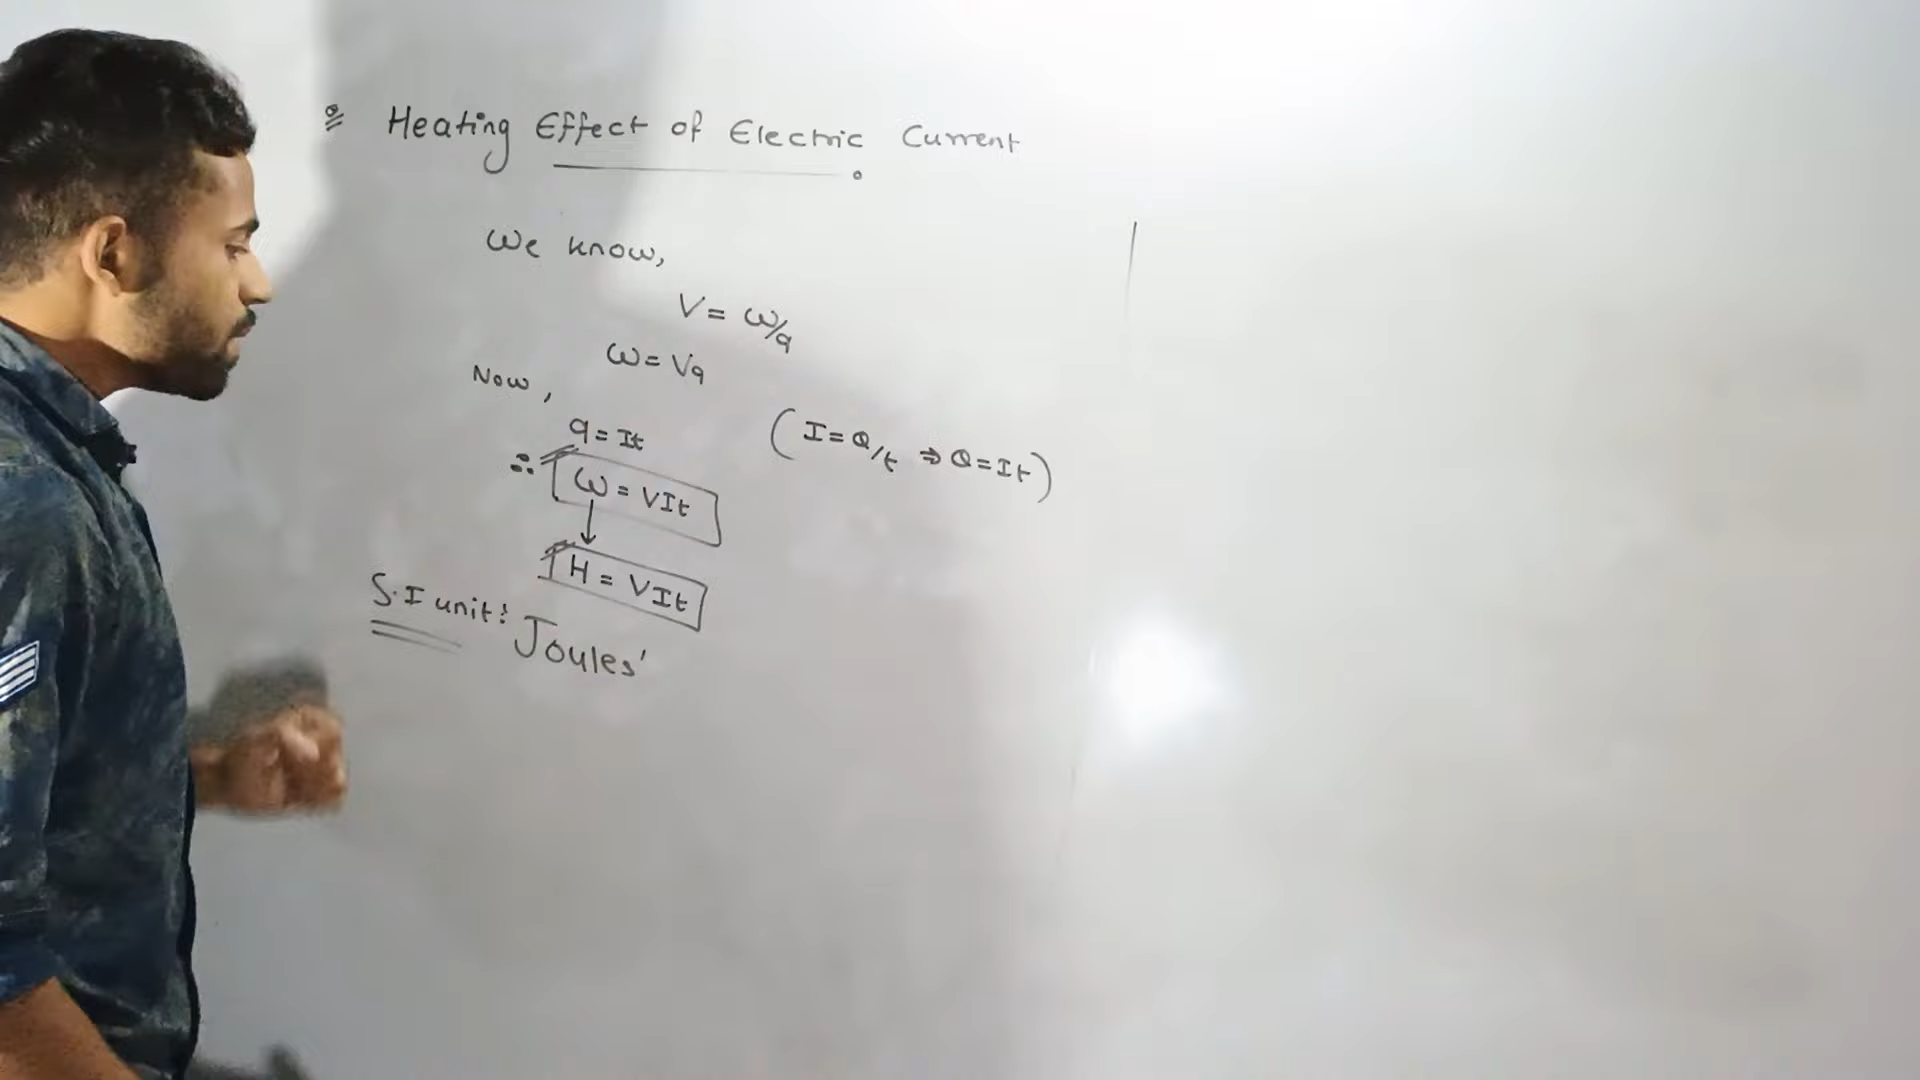 Heating Effect of Electric Current
We know,
V = W/q
W = Vq
Now,
q = It (I = Q/t ⇒ Q = It)
∴ W = VIt
↓
H = VIt
S.I unit: Joules'